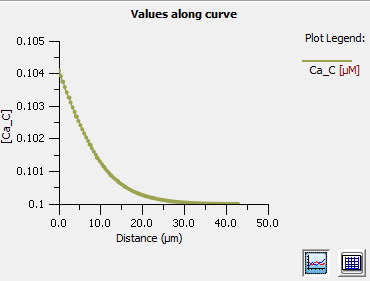 Values along curve
Plot Legend:
Ca_C [µM]
0.105
0.104
0.103
0.102
0.101
0.1
[Ca_C]
0.0
10.0
20.0
30.0
40.0
50.0
Distance (µm)